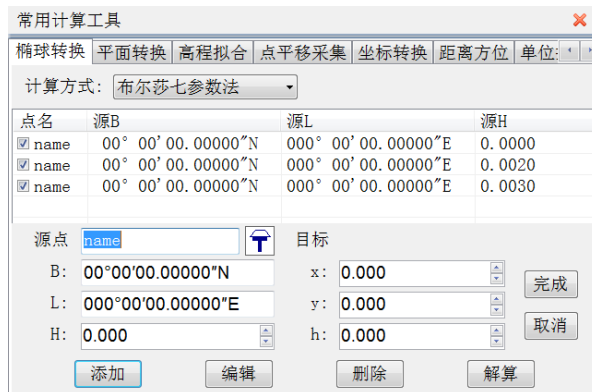 常用计算工具
椭球转换 平面转换 高程拟合 点平移采集 坐标转换 距离方位 单位
计算方式: 布尔莎七参数法
点名 源B 源L 源H
name 00° 00′00.00000″N 000° 00′00.00000″E 0.0000
name 00° 00′00.00000″N 000° 00′00.00000″E 0.0020
name 00° 00′00.00000″N 000° 00′00.00000″E 0.0030
源点 name 目标
B: 00°00'00.00000"N x: 0.000 完成
L: 000°00'00.00000"E y: 0.000 取消
H: 0.000 h: 0.000
添加 编辑 删除 解算